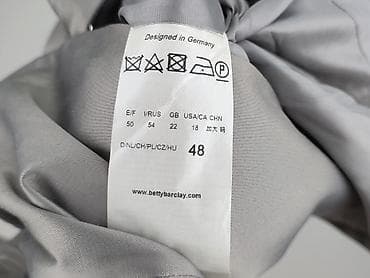 Designed in Germany
P
E/F I/RUS GB USA/CA CHN
50 54 22 18 加大码
D/NL/CH/PL/CZ/HU 48
www.bettybarclay.com